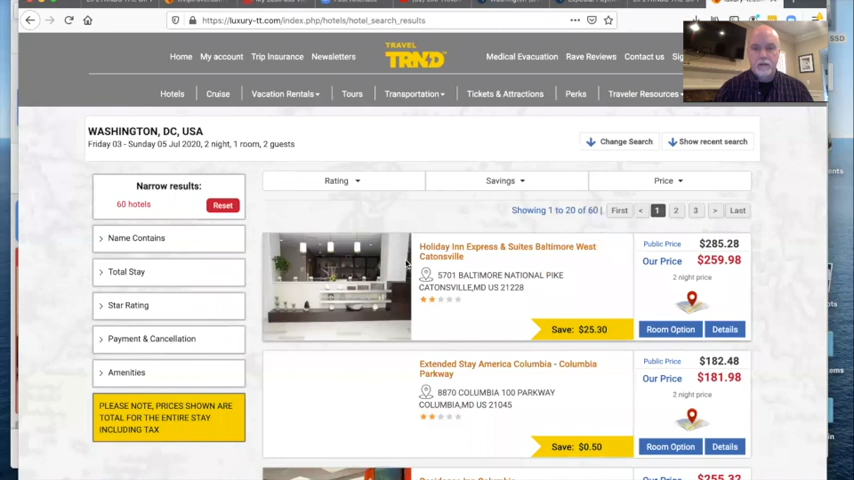 https://luxury-tt.com/index.php/hotels/hotel_search_results
Home My account Trip Insurance Newsletters
TRAVEL
TRND
Medical Evacuation Rave Reviews Contact us
Hotels Cruise Vacation Rentals Tours Transportation Tickets & Attractions Perks Traveler Resources
WASHINGTON, DC, USA
Friday 03 - Sunday 05 Jul 2020, 2 night, 1 room, 2 guests
Change Search Show recent search
Narrow results:
60 hotels Reset
Name Contains
Total Stay
Star Rating
Payment & Cancellation
Amenities
PLEASE NOTE, PRICES SHOWN ARE
TOTAL FOR THE ENTIRE STAY
INCLUDING TAX
Rating Savings Price
Showing 1 to 20 of 60 | First < 1 2 3 > Last
Holiday Inn Express & Suites Baltimore West
Catonsville
5701 BALTIMORE NATIONAL PIKE
CATONSVILLE,MD US 21228
Save: $25.30
Public Price $285.28
Our Price $259.98
2 night price
Room Option Details
Extended Stay America Columbia - Columbia
Parkway
8870 COLUMBIA 100 PARKWAY
COLUMBIA,MD US 21045
Save: $0.50
Public Price $182.48
Our Price $181.98
2 night price
Room Option Details
Residence Inn Columbia
$255.32
SSD